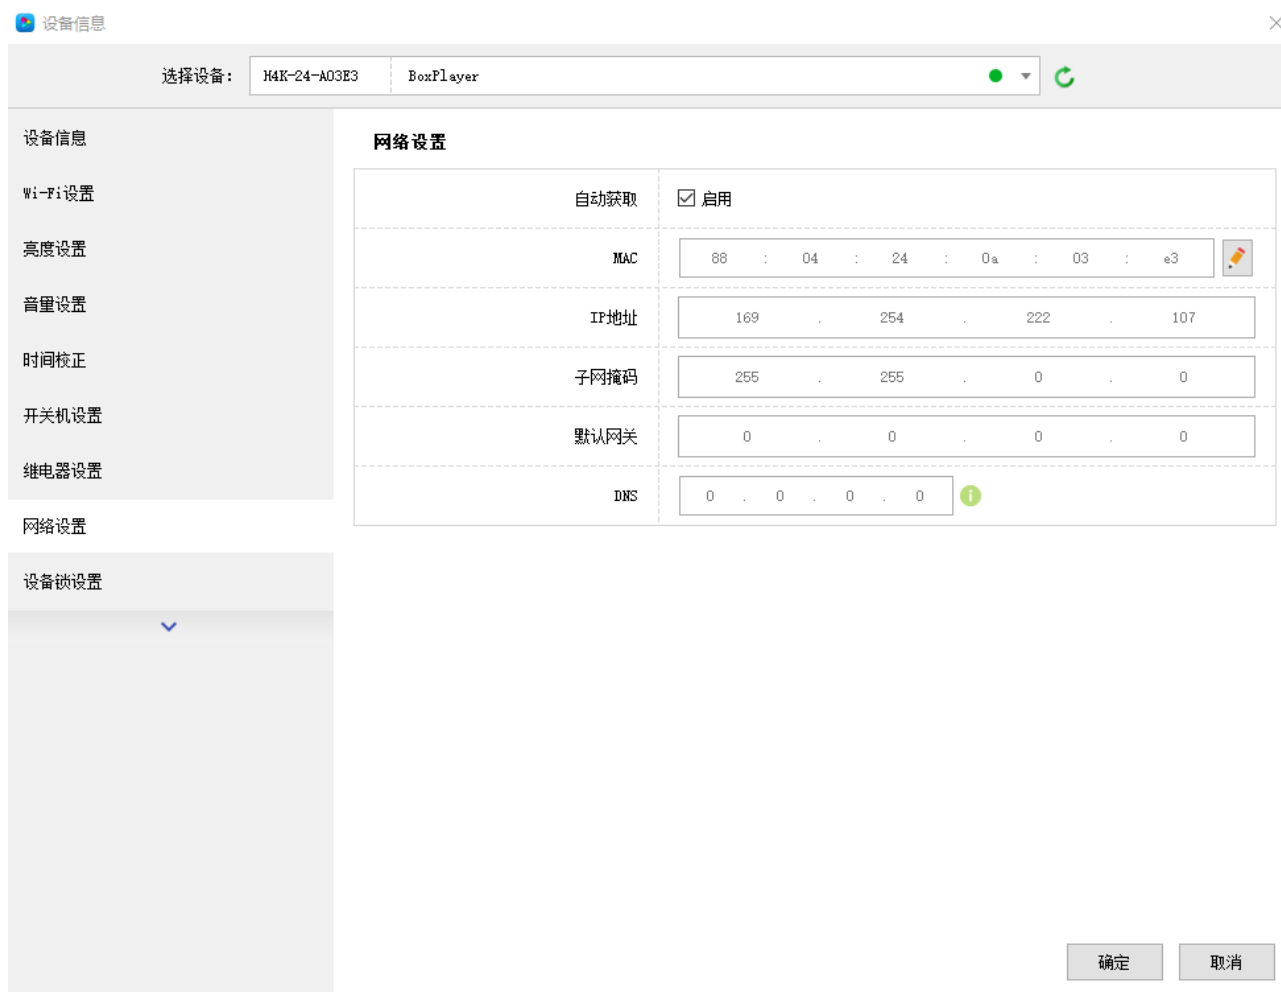 设备信息
选择设备： H4K-24-A03E3 BoxPlayer
设备信息
Wi-Fi设置
亮度设置
音量设置
时间校正
开关机设置
继电器设置
网络设置
设备锁设置
网络设置
自动获取 启用
MAC 88 : 04 : 24 : 0a : 03 : e3
IP地址 169 . 254 . 222 . 107
子网掩码 255 . 255 . 0 . 0
默认网关 0 . 0 . 0 . 0
DNS 0 . 0 . 0 . 0
确定 取消